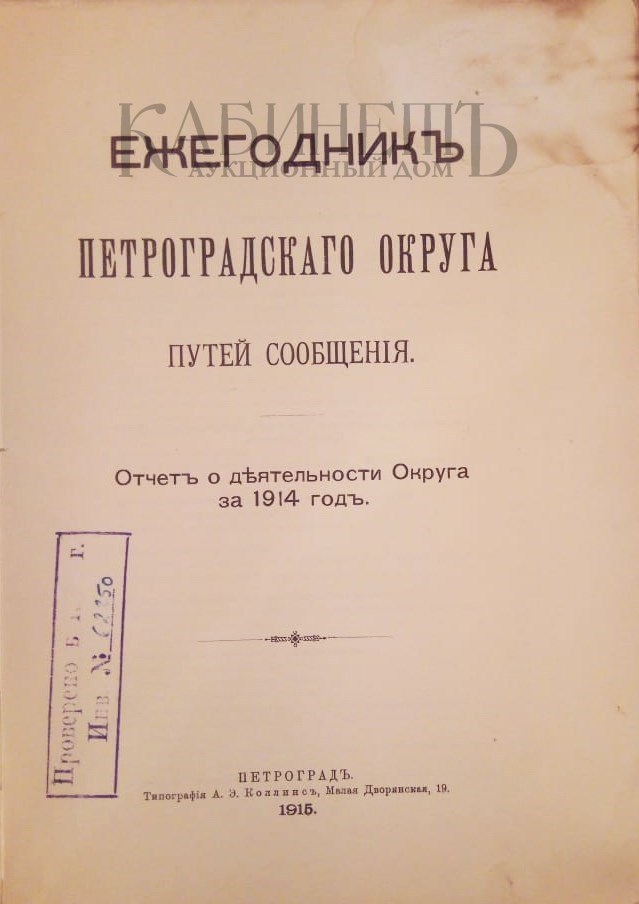 КАБИНЕТЪ
АУКЦИОННЫЙ ДОМ
ЕЖЕГОДНИКЪ
ПЕТРОГРАДСКАГО ОКРУГА
ПУТЕЙ СООБЩЕНІЯ.
Отчетъ о дѣятельности Округа
за 1914 годъ.
Проверено г.
Инв. № 62250
ПЕТРОГРАДЪ.
Типографія А. Э. Коллинсъ, Малая Дворянская, 19.
1915.